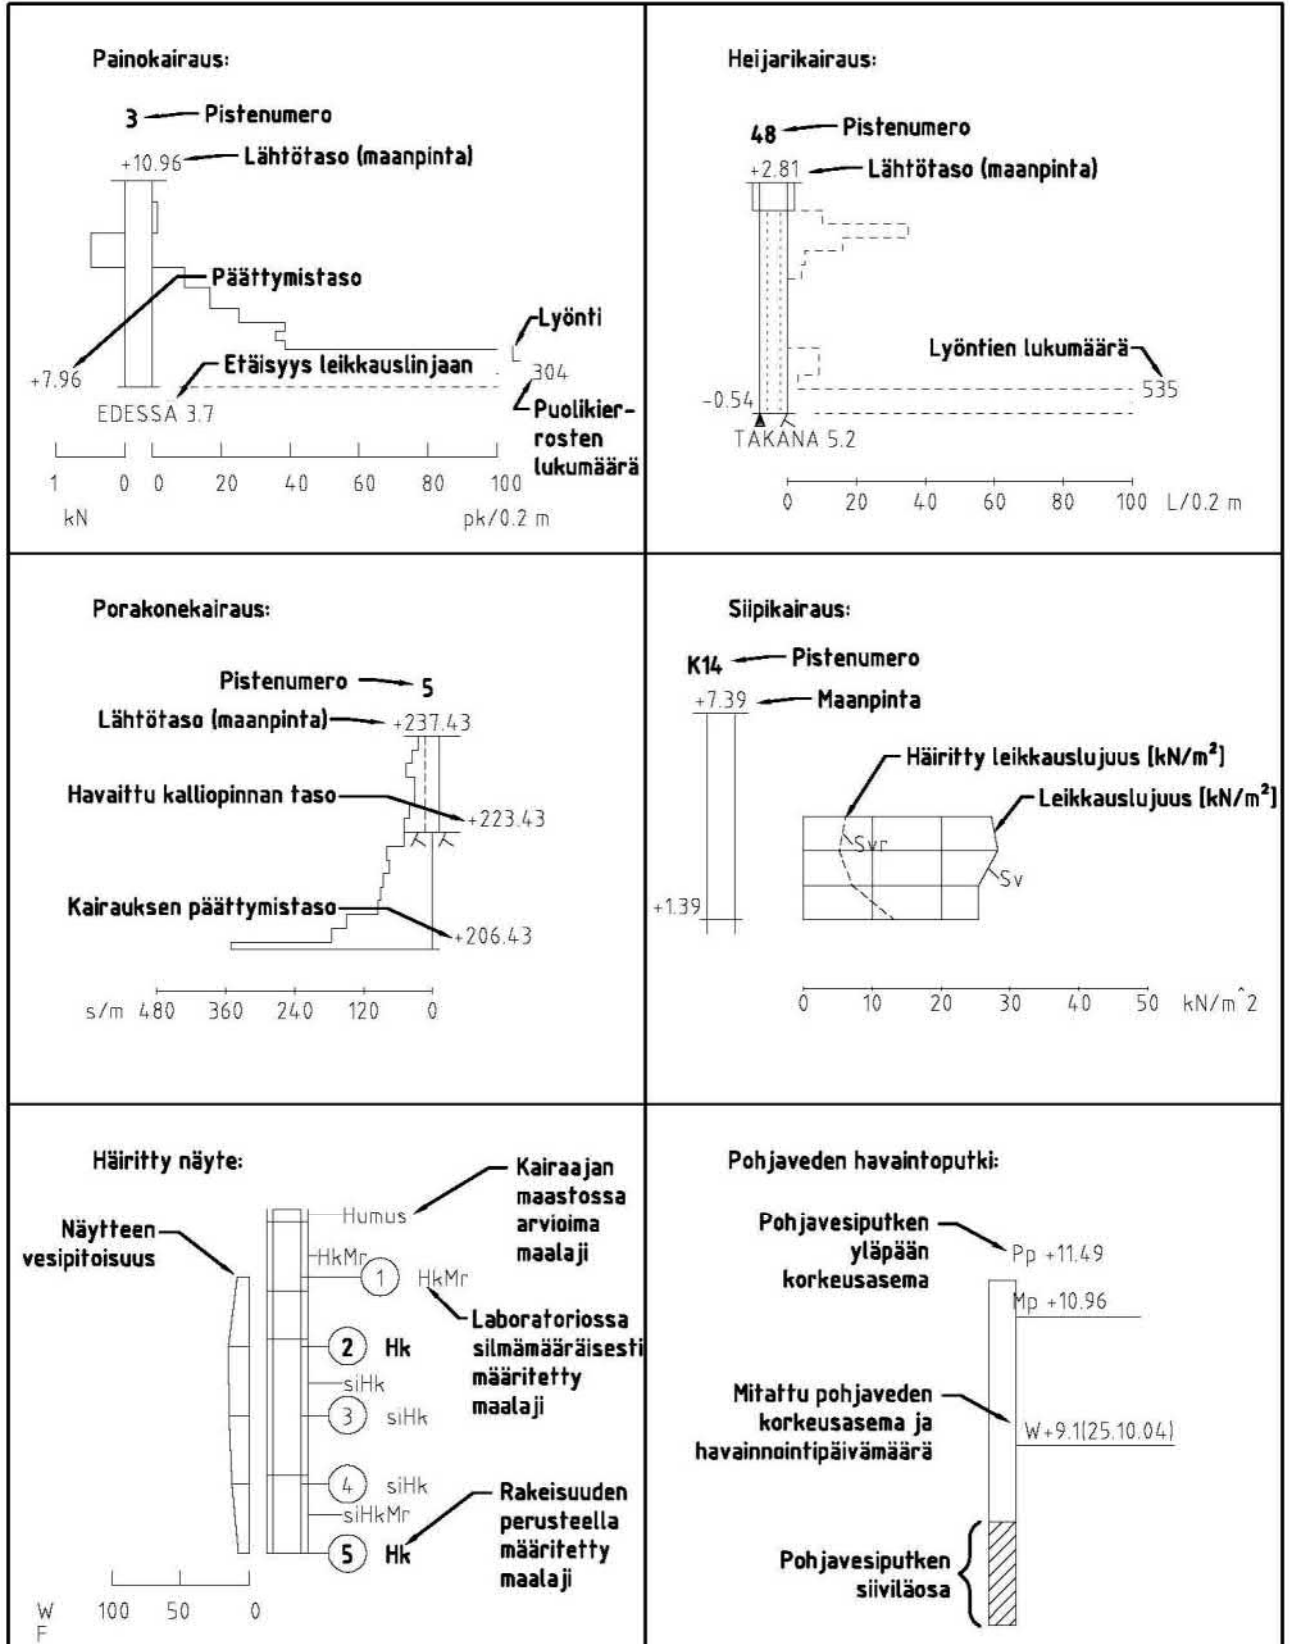 Painokairaus:
3
Pistenumero
+10.96
Lähtötaso (maanpinta)
Päättymistaso
Lyönti
+7.96
Etäisyys leikkauslinjaan
304
EDESSA 3.7
Puolikier-
rosten
lukumäärä
1 0 0 20 40 60 80 100
kN
pk/0.2 m
Heijarikairaus:
48
Pistenumero
+2.81
Lähtötaso (maanpinta)
Lyöntien lukumäärä
535
-0.54
TAKANA 5.2
0 20 40 60 80 100 L/0.2 m
Porakonekairaus:
Pistenumero
5
Lähtötaso (maanpinta)
+237.43
Havaittu kalliopinnan taso
+223.43
Kairauksen päättymistaso
+206.43
s/m 480 360 240 120 0
Siipikairaus:
K14
Pistenumero
+7.39
Maanpinta
Häiritty leikkauslujuus [kN/m²]
Leikkauslujuus [kN/m²]
Svr
Sv
+1.39
0 10 20 30 40 50 kN/m^2
Häiritty näyte:
Kairaajan
maastossa
arvioima
maalaji
Humus
Näytteen
vesipitoisuus
HkMr
1 HkMr
Laboratoriossa
silmämääräisesti
määritetty
maalaji
2 Hk
siHk
3 siHk
4 siHk
siHkMr
5 Hk
Rakeisuuden
perusteella
määritetty
maalaji
W 100 50 0
F
Pohjaveden havaintoputki:
Pohjavesiputken
yläpään
korkeusasema
Pp +11.49
Mp +10.96
Mitattu pohjaveden
korkeusasema ja
havainnointipäivämäärä
W+9.1(25.10.04)
Pohjavesiputken
siiviläosa